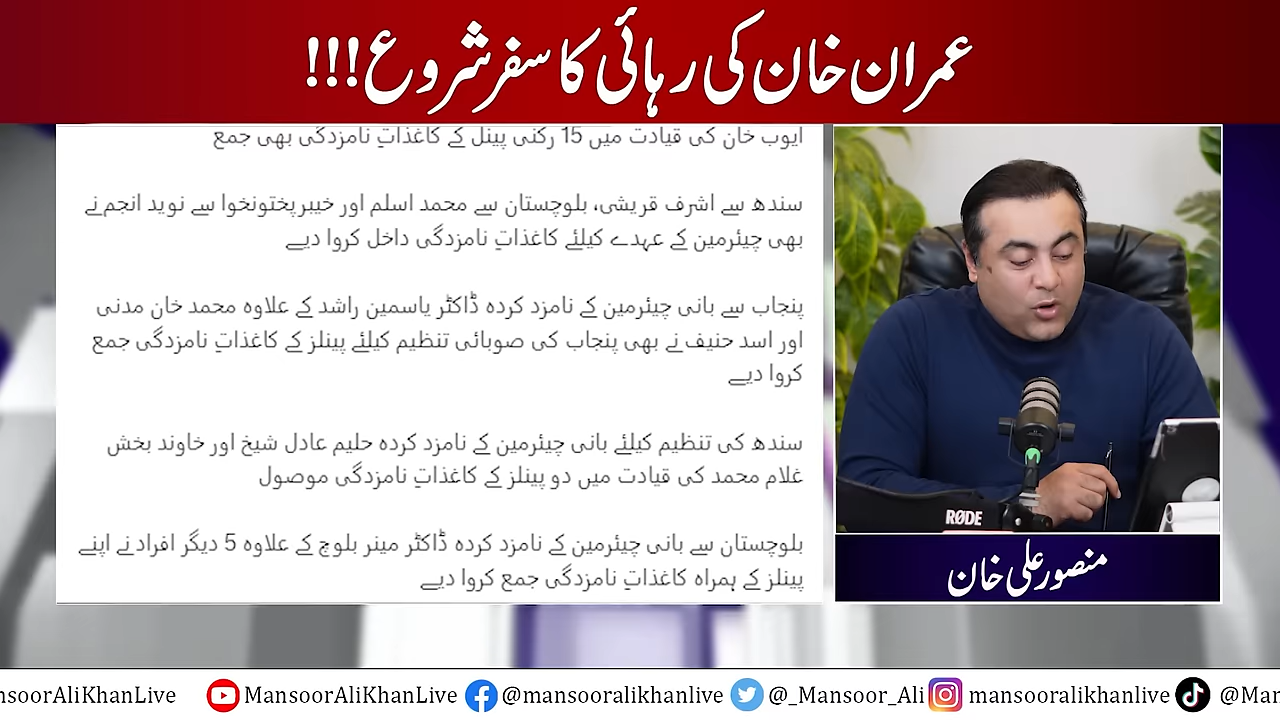 عمران خان کی رہائی کا سفر شروع!!!
ایوب خان کی قیادت میں 15 رکنی پینل کے کاغذاتِ نامزدگی بھی جمع
سندھ سے اشرف قریشی، بلوچستان سے محمد اسلم اور خیبرپختونخوا سے نوید انجم نے
بھی چیئرمین کے عہدے کیلئے کاغذاتِ نامزدگی داخل کروا دیے
پنجاب سے بانی چیئرمین کے نامزد کردہ ڈاکٹر یاسمین راشد کے علاوہ محمد خان مدنی
اور اسد حنیف نے بھی پنجاب کی صوبائی تنظیم کیلئے پینلز کے کاغذاتِ نامزدگی جمع
کروا دیے
سندھ کی تنظیم کیلئے بانی چیئرمین کے نامزد کردہ حلیم عادل شیخ اور خاوند بخش
غلام محمد کی قیادت میں دو پینلز کے کاغذاتِ نامزدگی موصول
بلوچستان سے بانی چیئرمین کے نامزد کردہ ڈاکٹر مینر بلوچ کے علاوہ 5 دیگر افراد نے اپنے
پینلز کے ہمراہ کاغذاتِ نامزدگی جمع کروا دیے
RØDE
منصور علی خان
nsoorAliKhanLive MansoorAliKhanLive @mansooralikhanlive @_Mansoor_Ali mansooralikhanlive @Mar